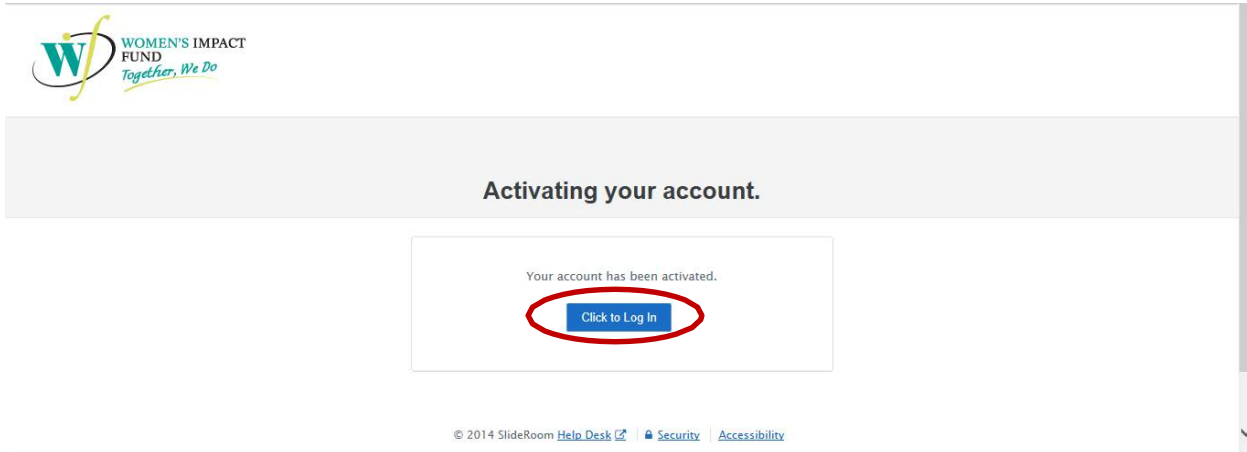 WOMEN'S IMPACT
FUND
Together, We Do
Activating your account.
Your account has been activated.
Click to Log In
© 2014 SlideRoom Help Desk Security Accessibility